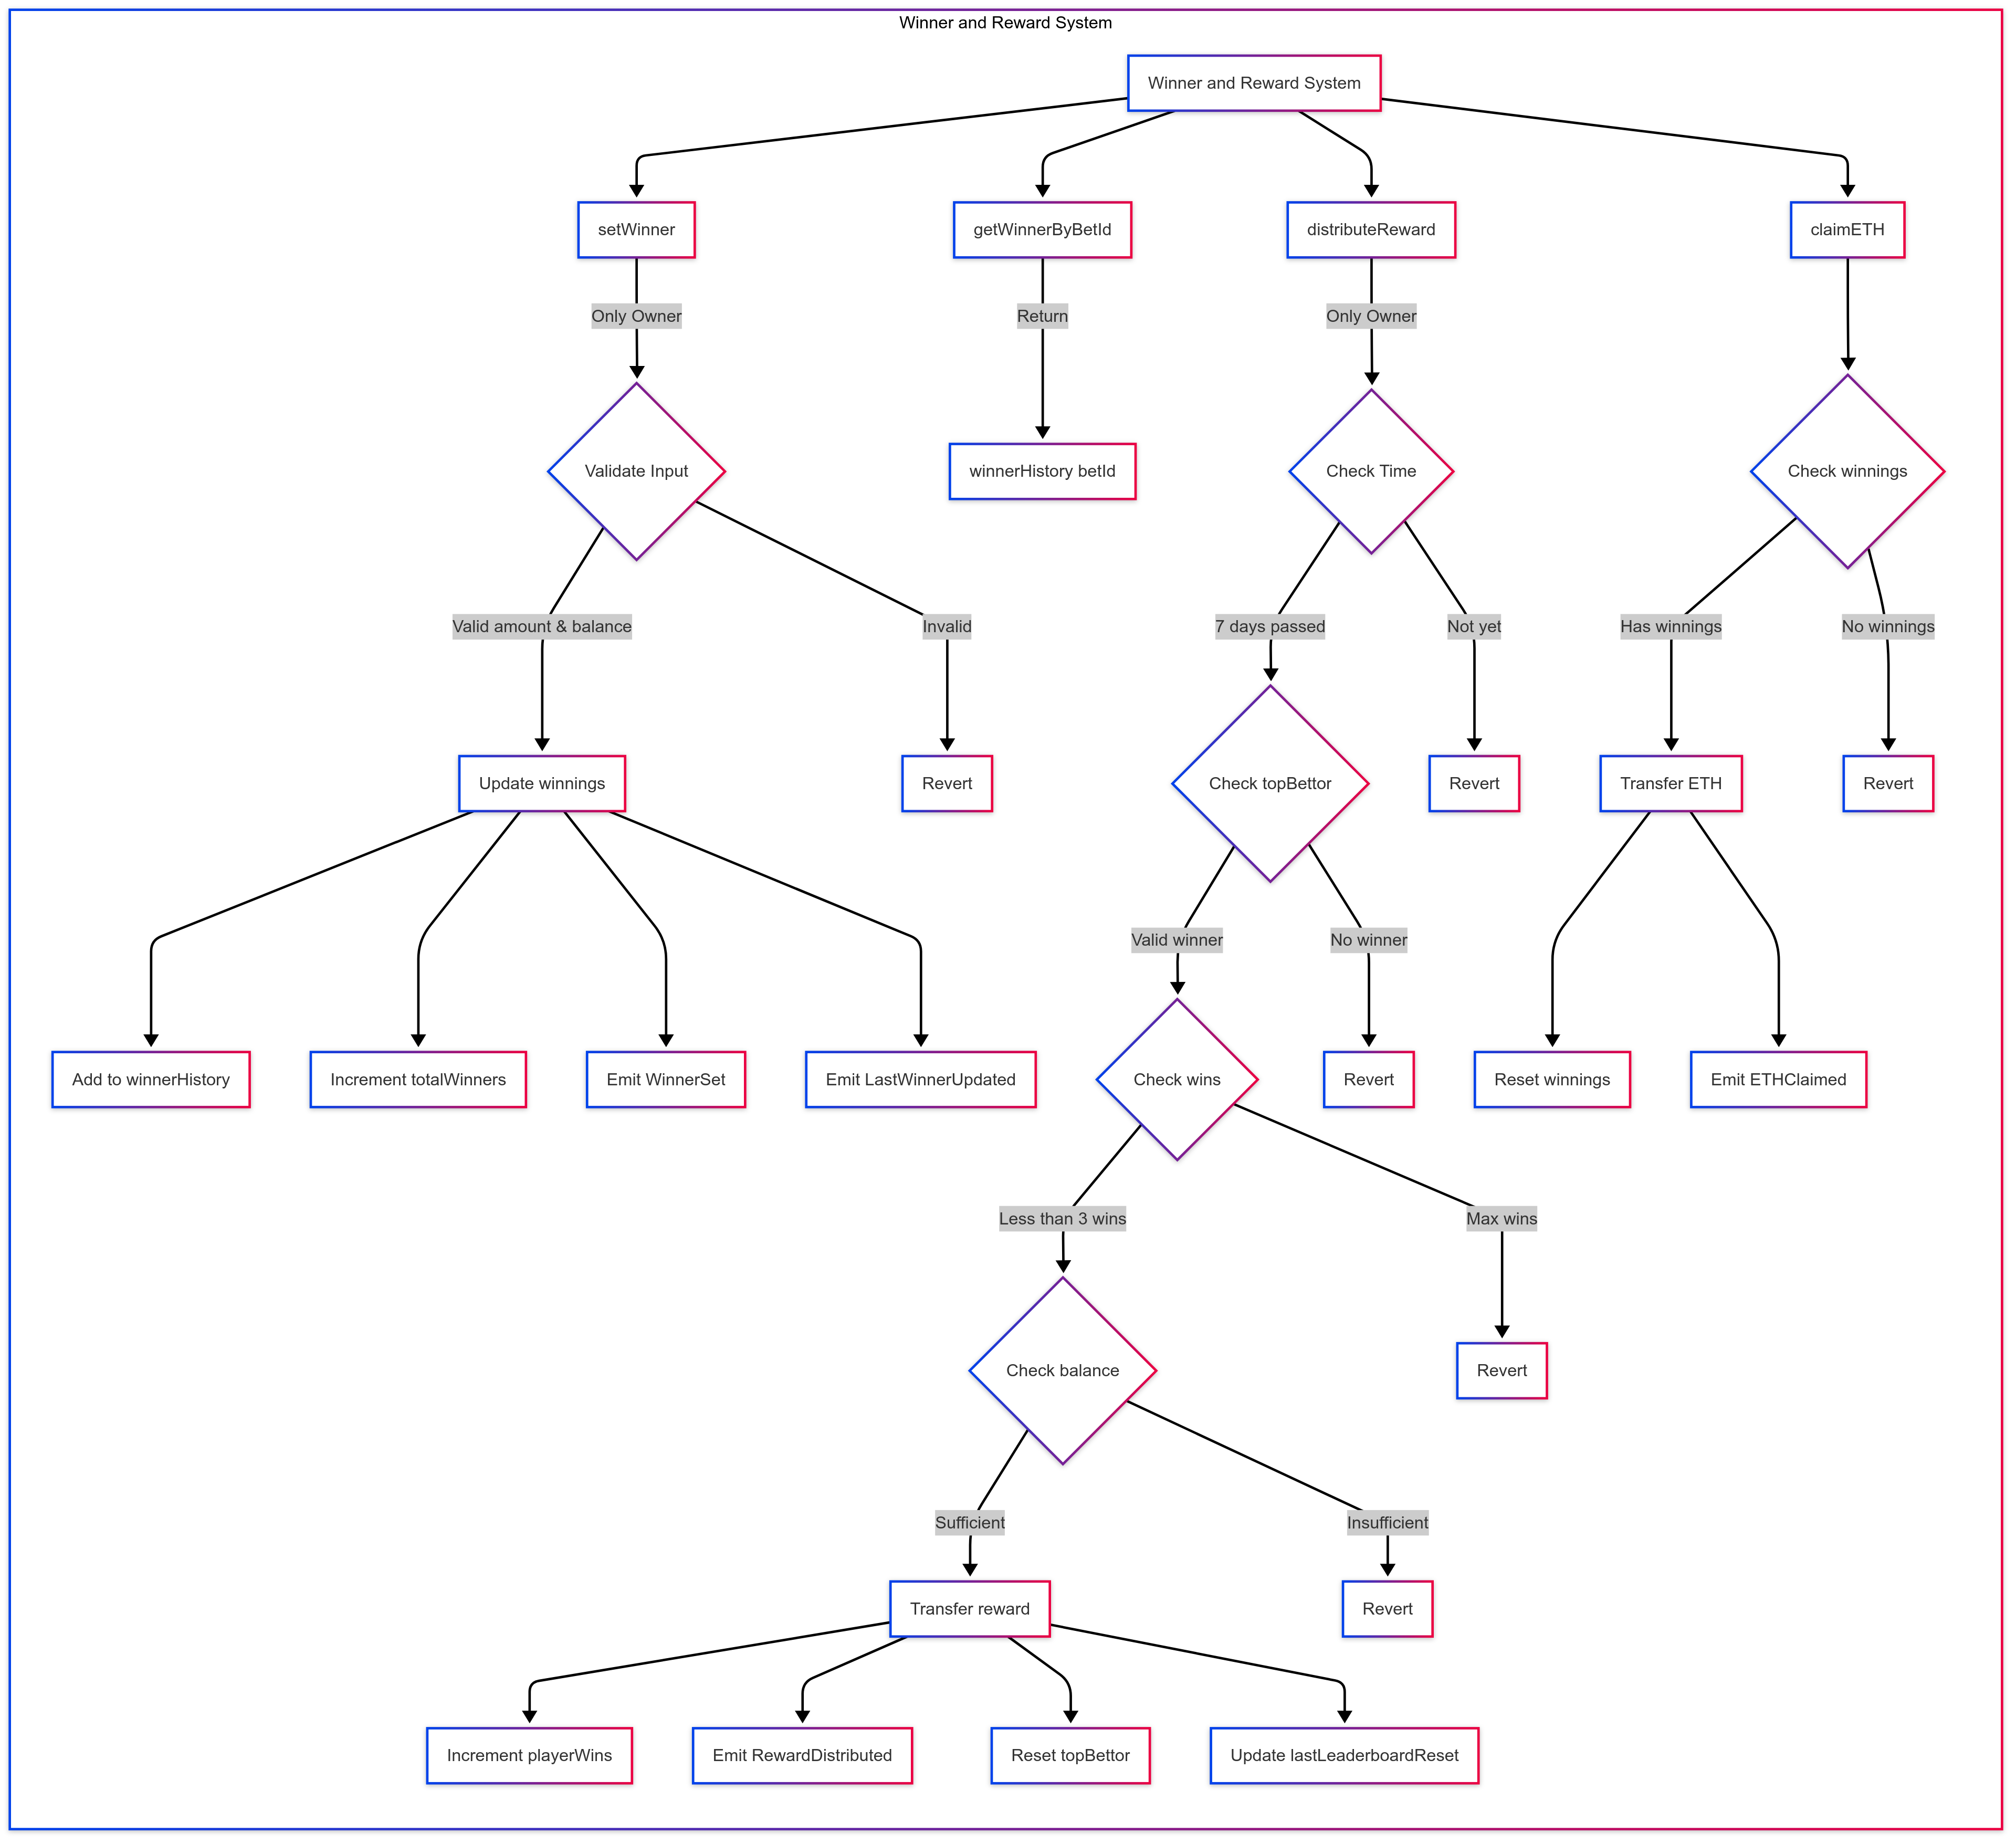 Winner and Reward System
Winner and Reward System
setWinner
getWinnerByBetId
distributeReward
claimETH
Only Owner
Return
Only Owner
Validate Input
winnerHistory betId
Check Time
Check winnings
Valid amount & balance
Invalid
7 days passed
Not yet
Has winnings
No winnings
Update winnings
Revert
Check topBettor
Revert
Transfer ETH
Revert
Valid winner
No winner
Add to winnerHistory
Increment totalWinners
Emit WinnerSet
Emit LastWinnerUpdated
Check wins
Revert
Reset winnings
Emit ETHClaimed
Less than 3 wins
Max wins
Check balance
Revert
Sufficient
Insufficient
Transfer reward
Revert
Increment playerWins
Emit RewardDistributed
Reset topBettor
Update lastLeaderboardReset